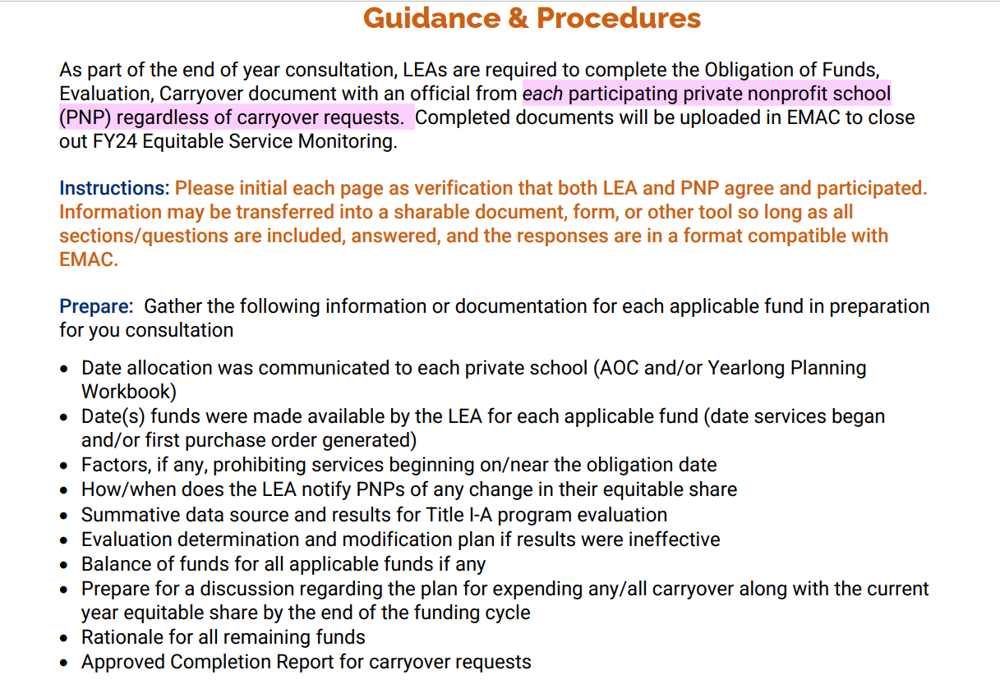 Guidance & Procedures
As part of the end of year consultation, LEAs are required to complete the Obligation of Funds,
Evaluation, Carryover document with an official from each participating private nonprofit school
(PNP) regardless of carryover requests. Completed documents will be uploaded in EMAC to close
out FY24 Equitable Service Monitoring.
Instructions: Please initial each page as verification that both LEA and PNP agree and participated.
Information may be transferred into a sharable document, form, or other tool so long as all
sections/questions are included, answered, and the responses are in a format compatible with
EMAC.
Prepare: Gather the following information or documentation for each applicable fund in preparation
for you consultation
• Date allocation was communicated to each private school (AOC and/or Yearlong Planning
Workbook)
• Date(s) funds were made available by the LEA for each applicable fund (date services began
and/or first purchase order generated)
• Factors, if any, prohibiting services beginning on/near the obligation date
• How/when does the LEA notify PNPs of any change in their equitable share
• Summative data source and results for Title I-A program evaluation
• Evaluation determination and modification plan if results were ineffective
• Balance of funds for all applicable funds if any
• Prepare for a discussion regarding the plan for expending any/all carryover along with the current
year equitable share by the end of the funding cycle
• Rationale for all remaining funds
• Approved Completion Report for carryover requests